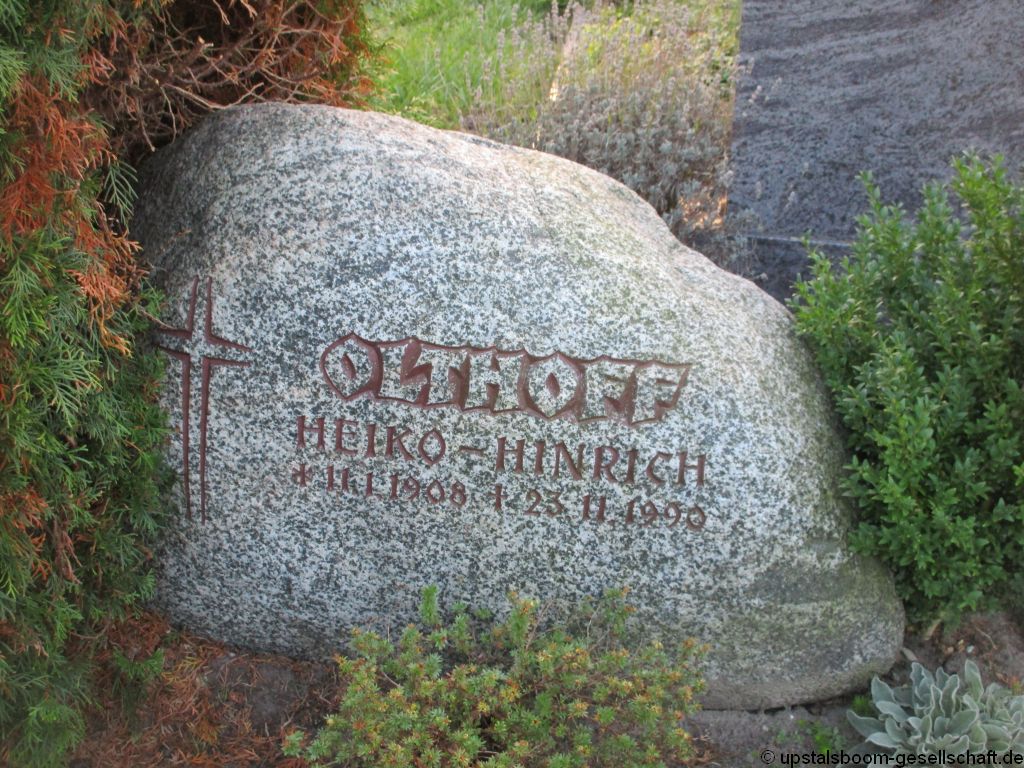 OLTHOFF
HEIKO-HINRICH
* 11.1.1908 † 23.11.1990
© upstalsboom-gesellschaft.de